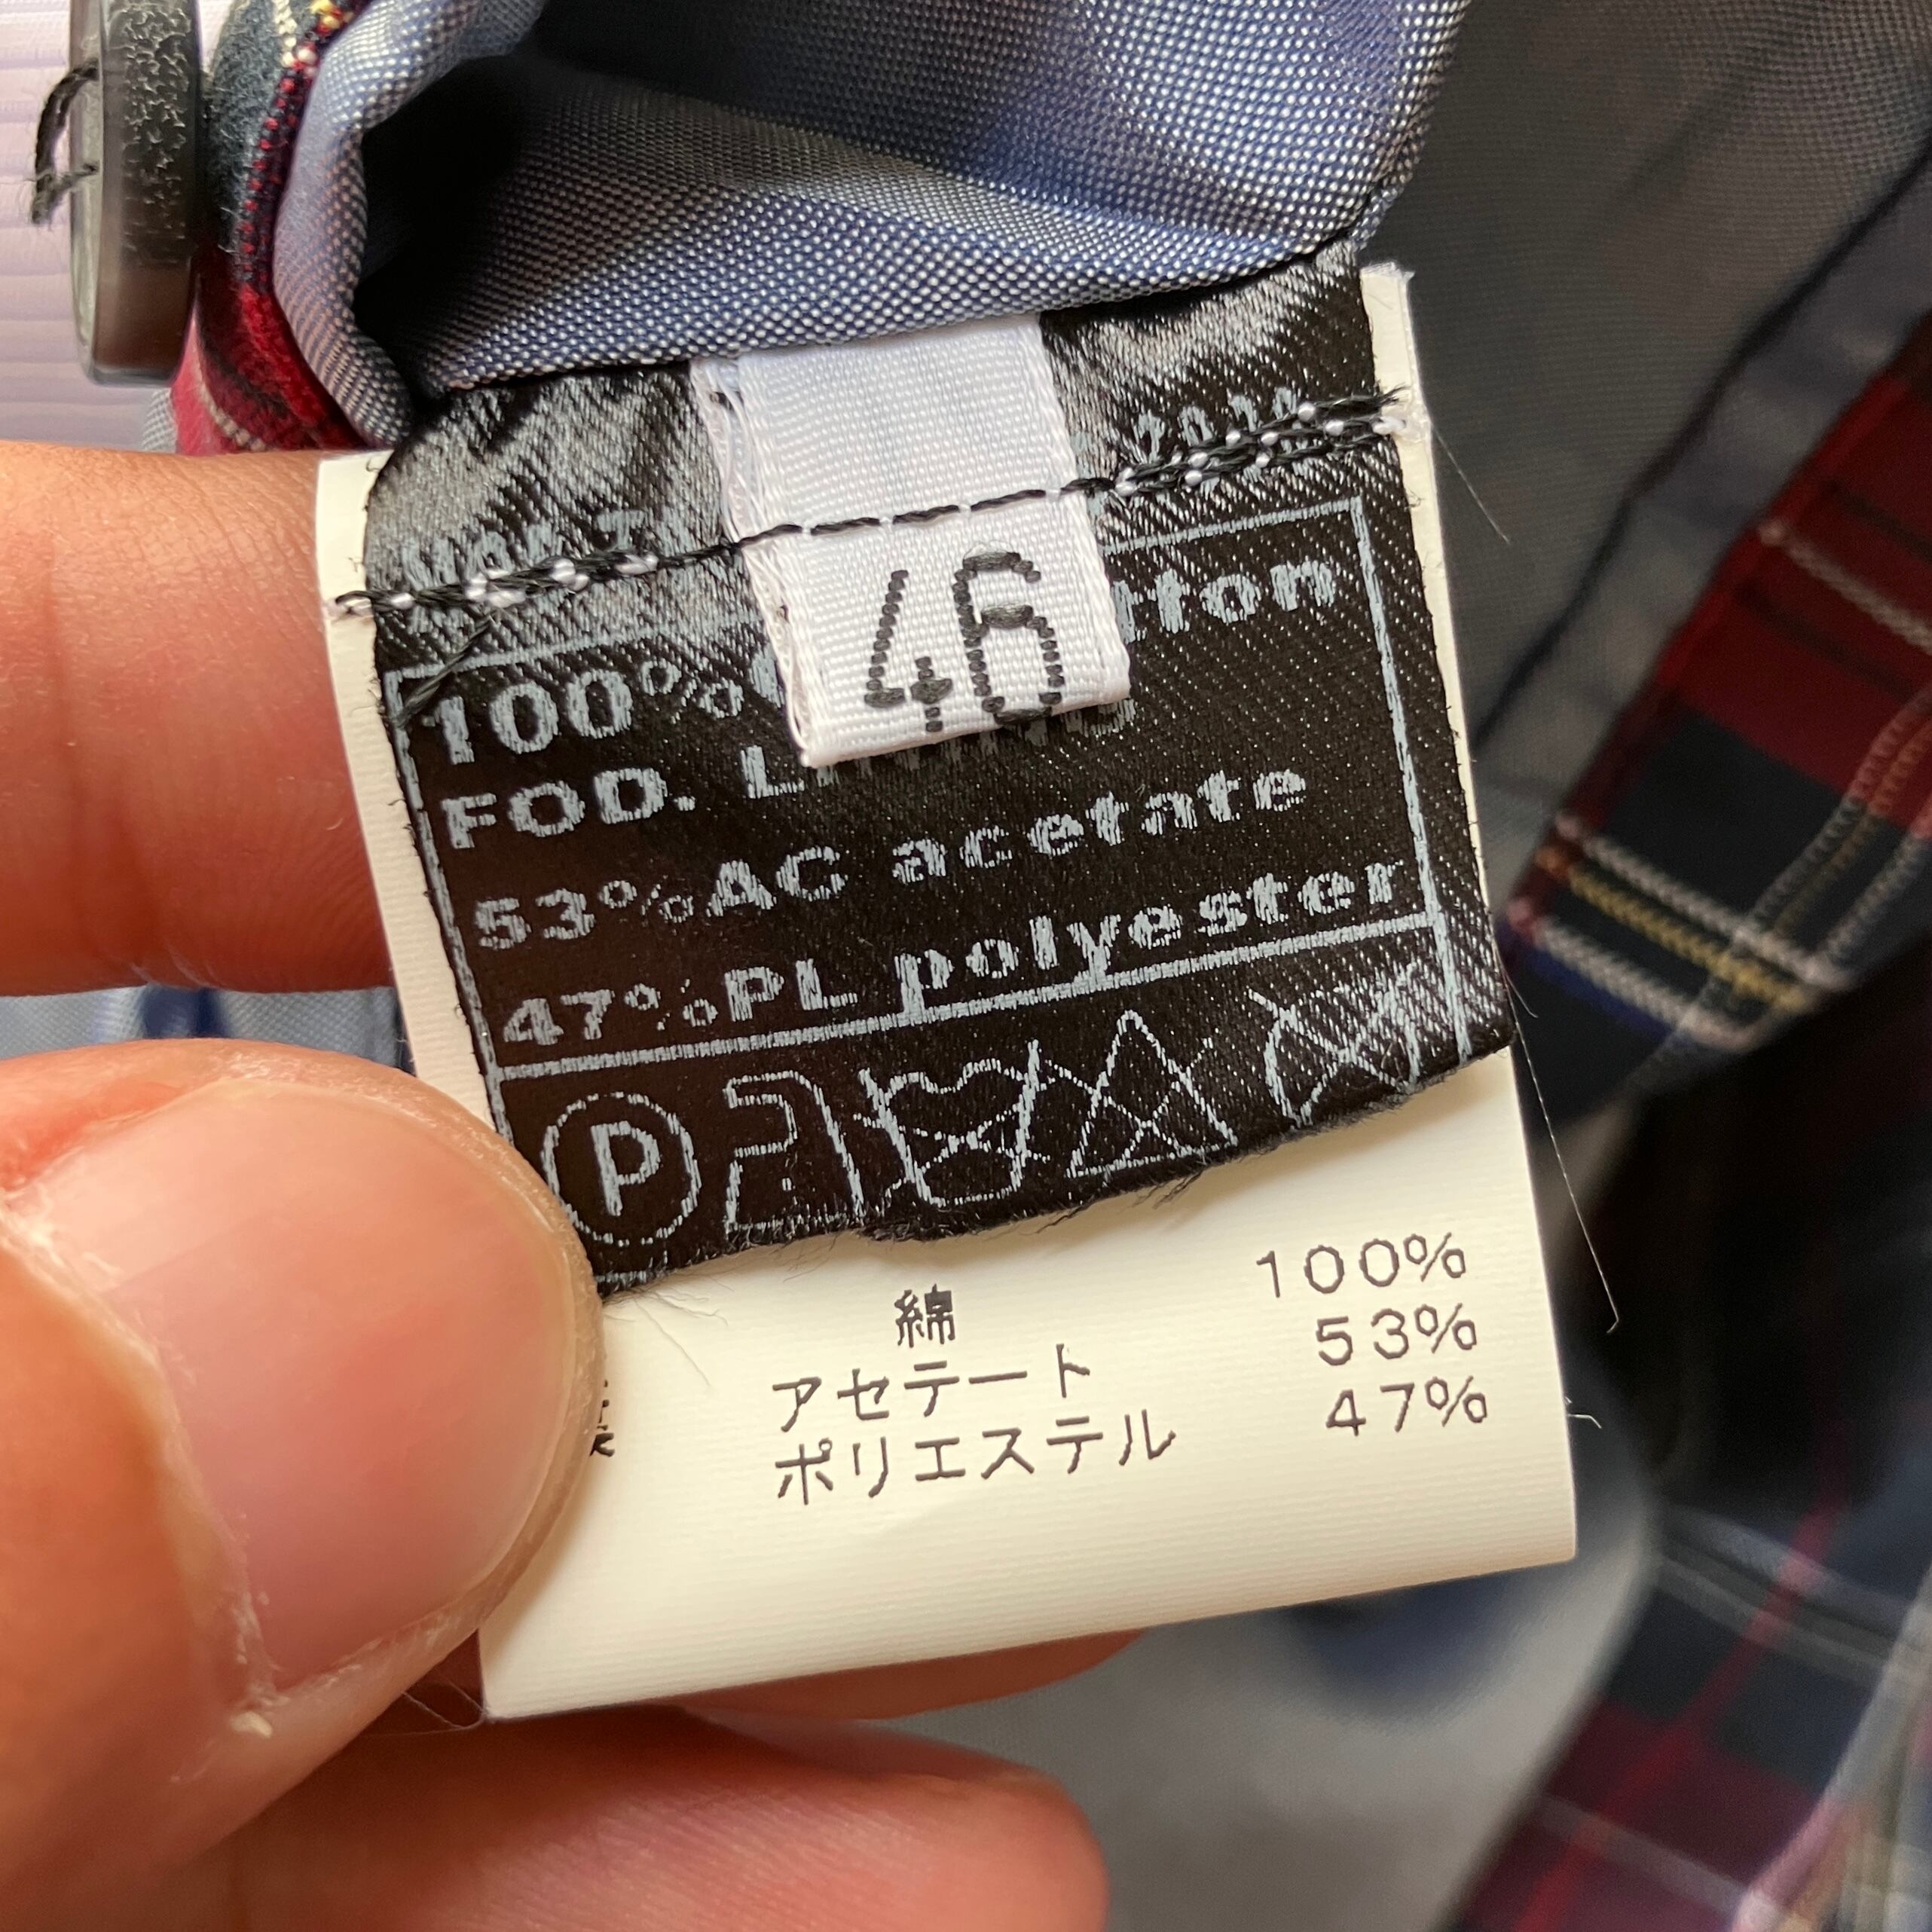 46
100%
FOD.
53%AC acetate
47%PL polyester
P
綿 100%
アセテート 53%
ポリエステル 47%